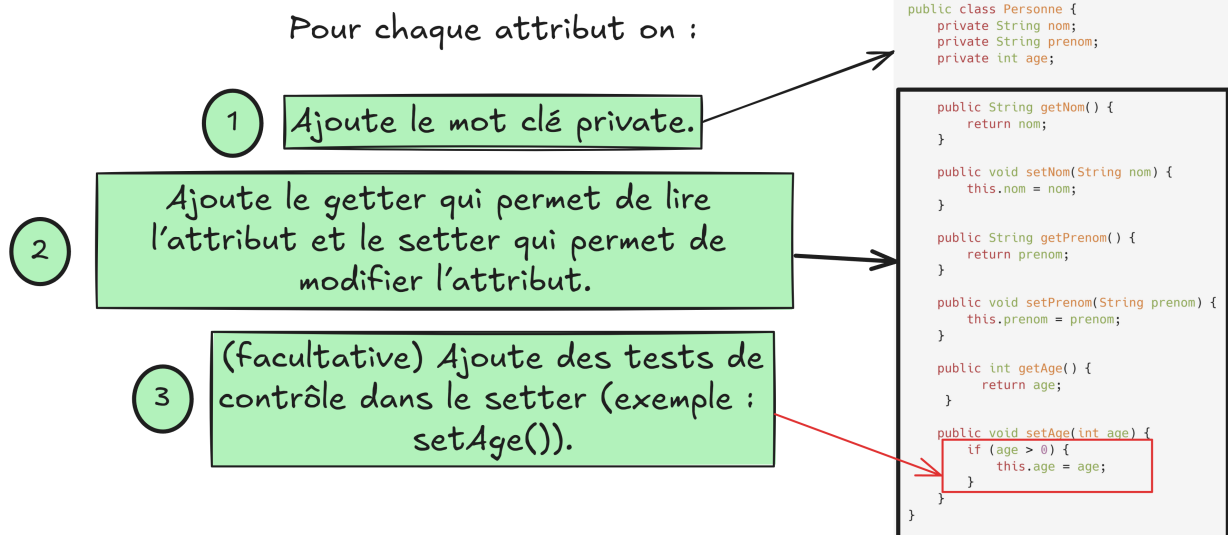 Pour chaque attribut on :
1
Ajoute le mot clé private.
2
Ajoute le getter qui permet de lire
l'attribut et le setter qui permet de
modifier l'attribut.
3
(facultative) Ajoute des tests de
contrôle dans le setter (exemple :
setAge()).
public class Personne {
    private String nom;
    private String prenom;
    private int age;
    public String getNom() {
        return nom;
    }
    public void setNom(String nom) {
        this.nom = nom;
    }
    public String getPrenom() {
        return prenom;
    }
    public void setPrenom(String prenom) {
        this.prenom = prenom;
    }
    public int getAge() {
          return age;
     }
    public void setAge(int age) {
        if (age > 0) {
            this.age = age;
        }
    }
}